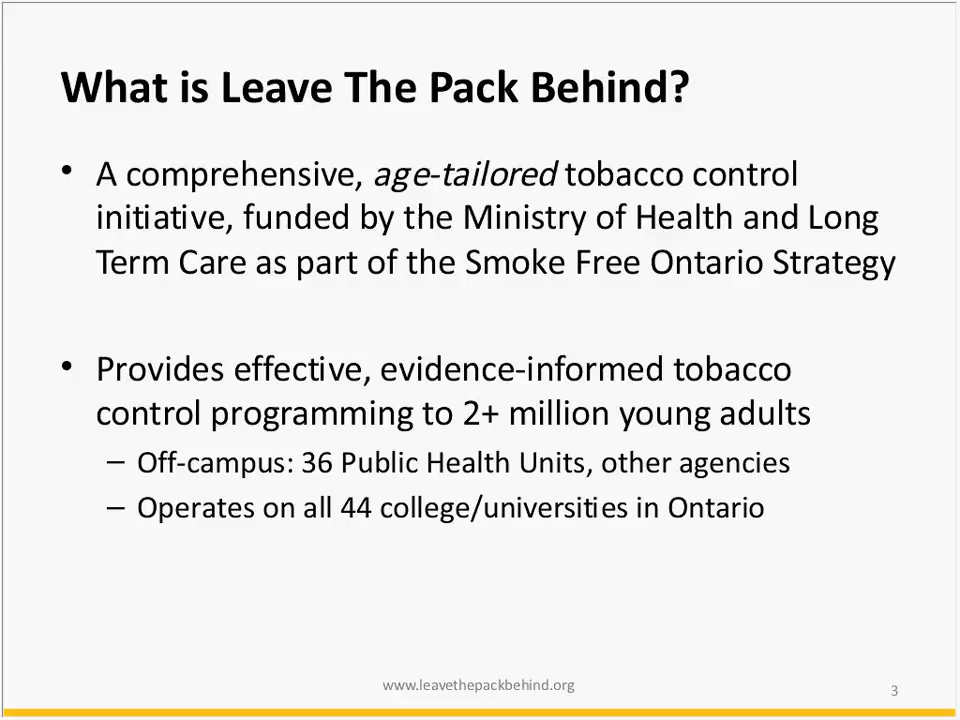 What is Leave The Pack Behind?
• A comprehensive, age-tailored tobacco control
initiative, funded by the Ministry of Health and Long
Term Care as part of the Smoke Free Ontario Strategy
• Provides effective, evidence-informed tobacco
control programming to 2+ million young adults
– Off-campus: 36 Public Health Units, other agencies
– Operates on all 44 college/universities in Ontario
www.leavethepackbehind.org
3